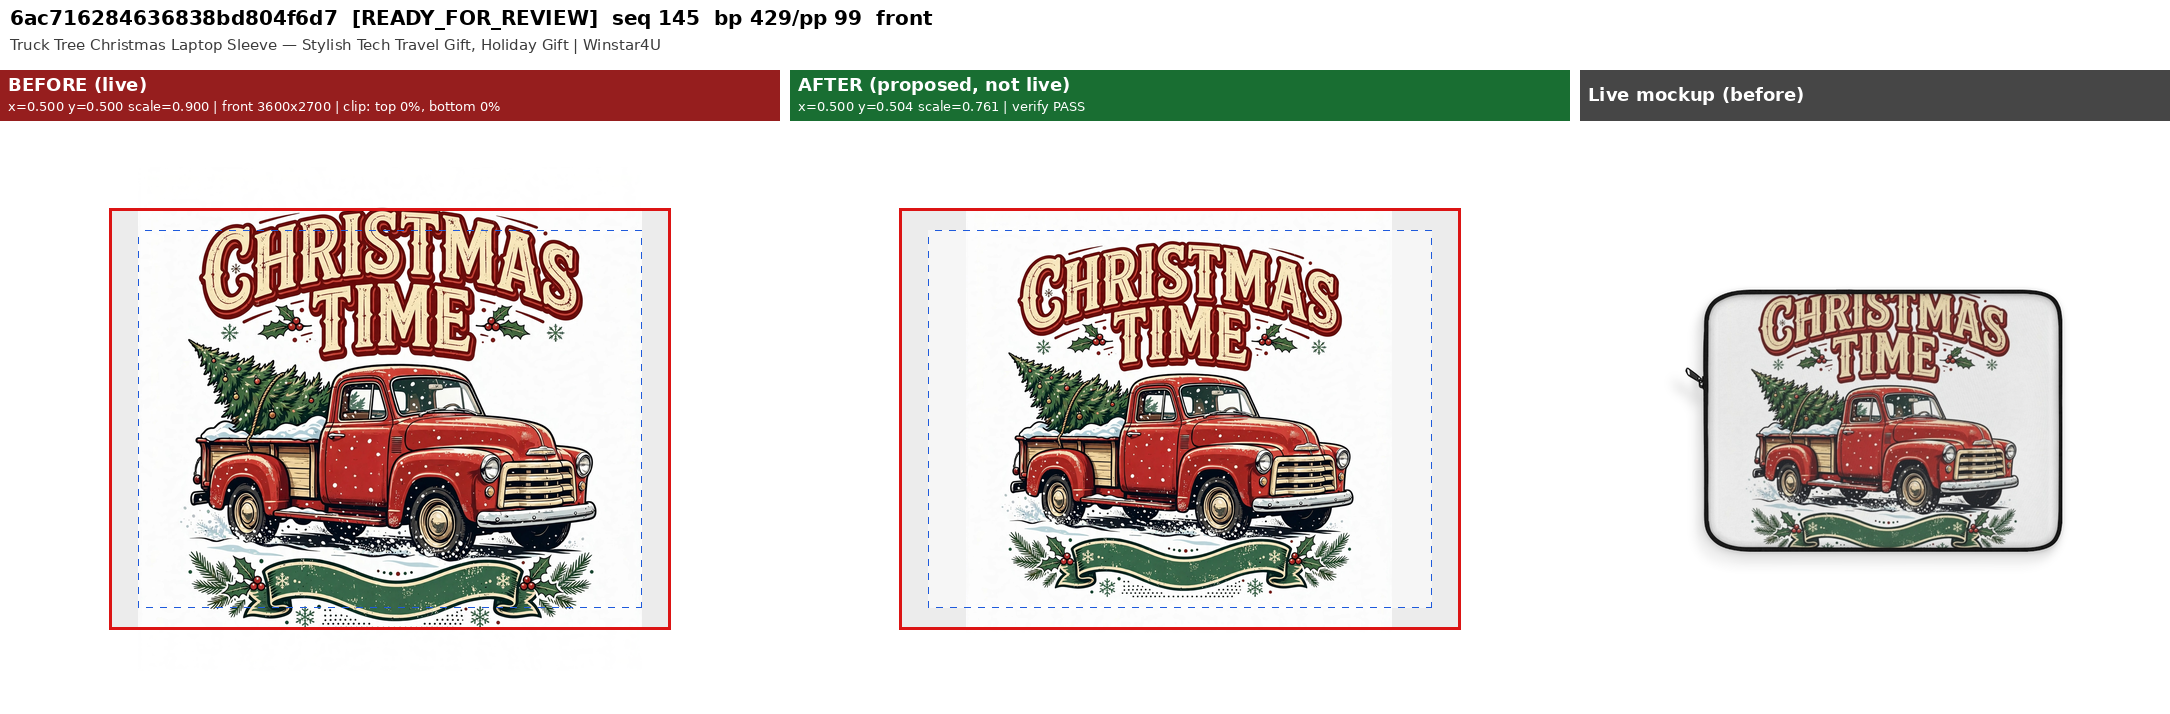 6ac716284636838bd804f6d7  [READY_FOR_REVIEW]  seq 145  bp 429/pp 99  front
Truck Tree Christmas Laptop Sleeve — Stylish Tech Travel Gift, Holiday Gift | Winstar4U
BEFORE (live)
x=0.500 y=0.500 scale=0.900 | front 3600x2700 | clip: top 0%, bottom 0%
AFTER (proposed, not live)
x=0.500 y=0.504 scale=0.761 | verify PASS
Live mockup (before)
CHRISTMAS
TIME
CHRISTMAS
TIME
CHRISTMAS
TIME